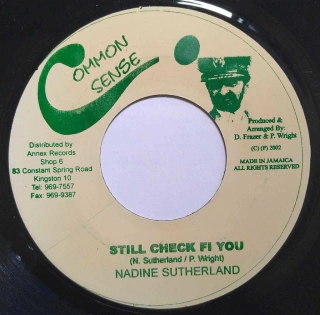 COMMON
SENSE
Distributed by
Annex Records
Shop 6
83 Constant Spring Road
Kingston 10
Tel: 969-7557
Fax: 969-9387
Produced &
Arranged By:
D. Frazer & P. Wright
(C) (P) 2002
MADE IN JAMAICA
ALL RIGHTS RESERVED
STILL CHECK FI YOU
(N. Sutherland / P. Wright)
NADINE SUTHERLAND